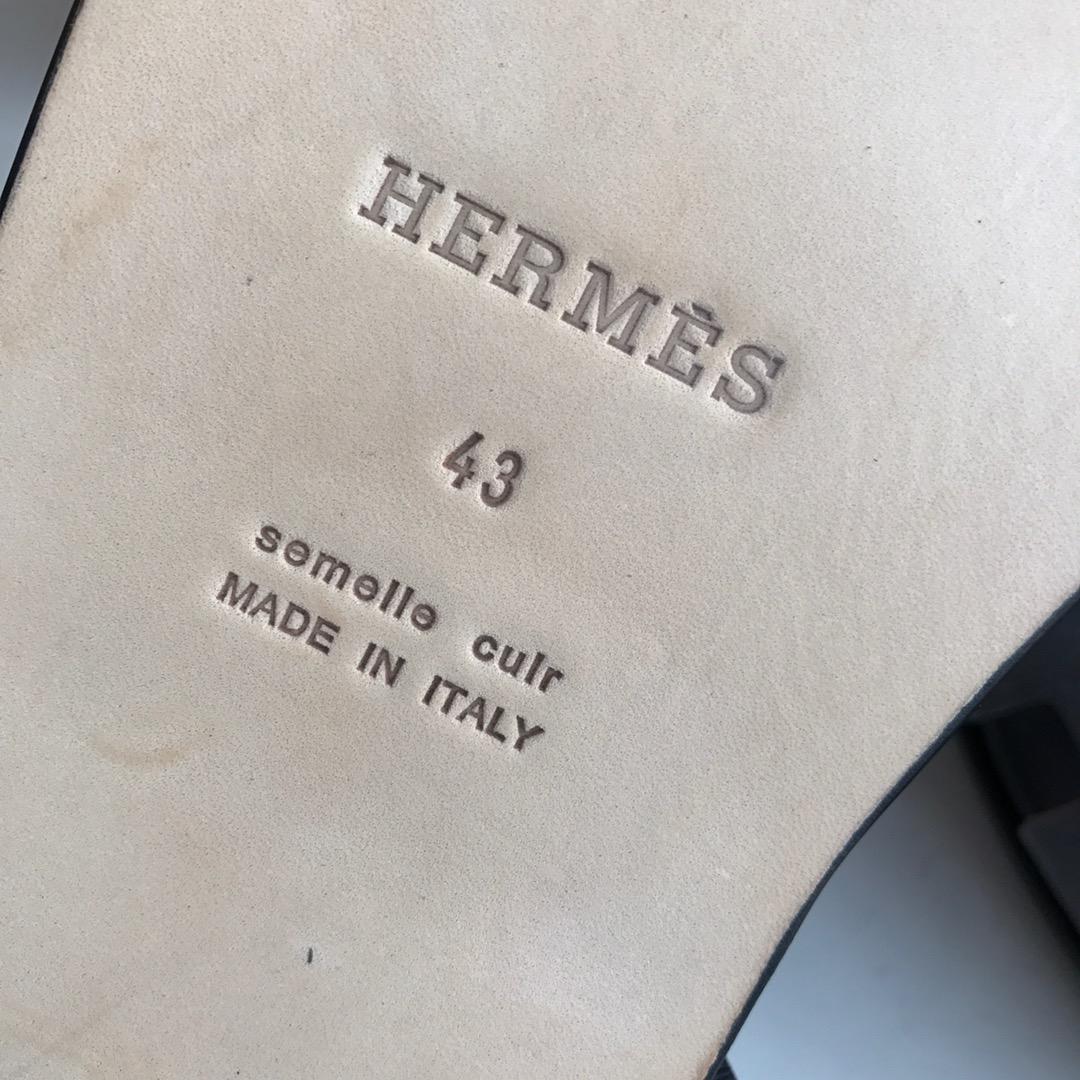 HERMÈS
43
semelle cuir
MADE IN ITALY